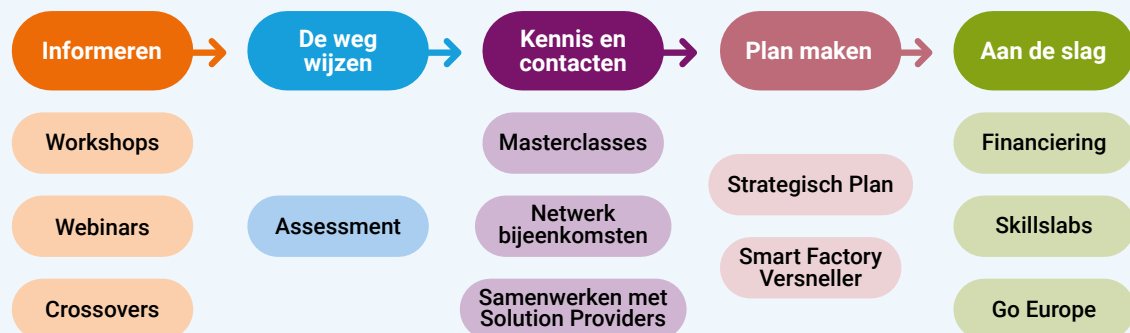 Informeren
De weg
wijzen
Kennis en
contacten
Plan maken
Aan de slag
Workshops
Webinars
Crossovers
Assessment
Masterclasses
Netwerk
bijeenkomsten
Samenwerken met
Solution Providers
Strategisch Plan
Smart Factory
Versneller
Financiering
Skillslabs
Go Europe